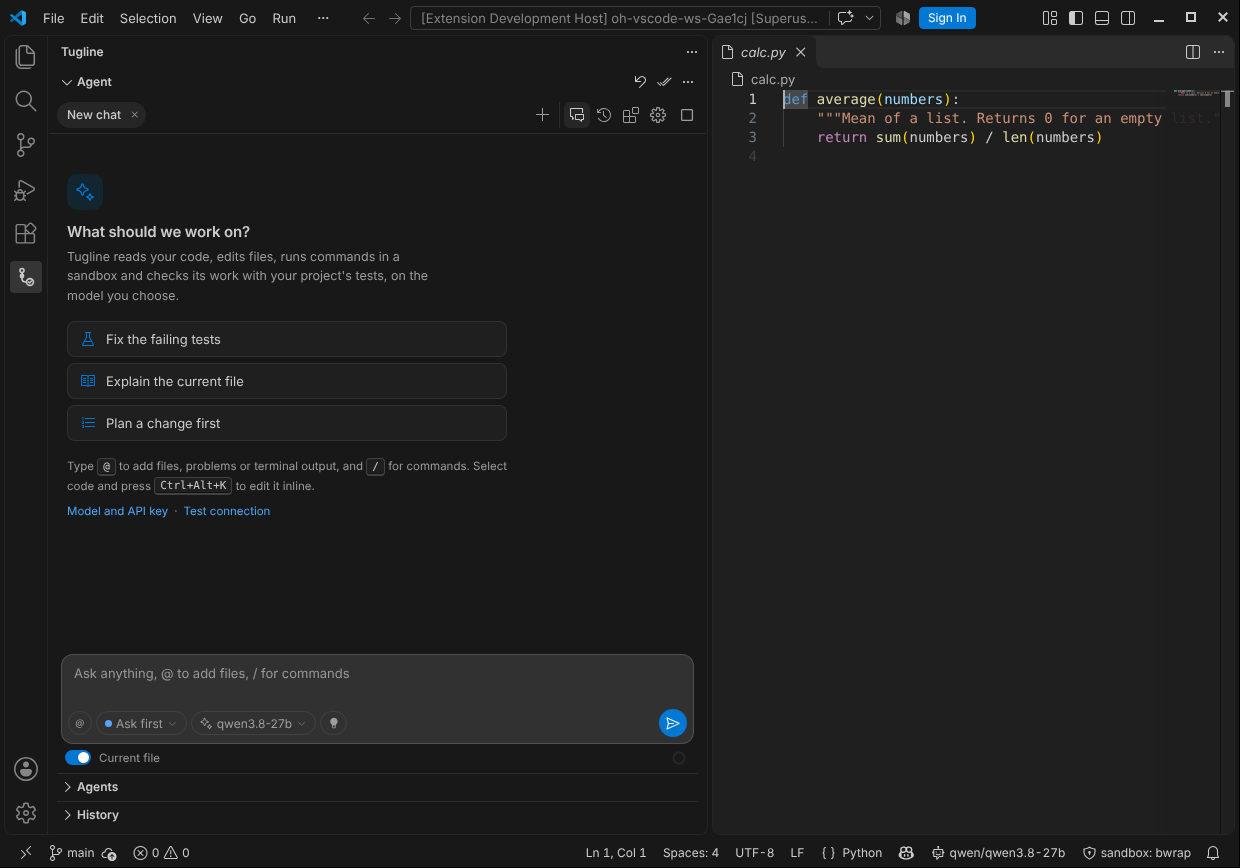 File Edit Selection View Go Run ··· [Extension Development Host] oh-vscode-ws-Gae1cj [Superus... Sign In
Tugline
Agent
New chat
What should we work on?
Tugline reads your code, edits files, runs commands in a
sandbox and checks its work with your project's tests, on the
model you choose.
Fix the failing tests
Explain the current file
Plan a change first
Type @ to add files, problems or terminal output, and / for commands. Select
code and press Ctrl+Alt+K to edit it inline.
Model and API key · Test connection
Ask anything, @ to add files, / for commands
@ Ask first qwen3.8-27b
Current file
Agents
History
calc.py
calc.py
1 def average(numbers):
2 """Mean of a list. Returns 0 for an empty list."
3 return sum(numbers) / len(numbers)
4
main 0 0 Ln 1, Col 1 Spaces: 4 UTF-8 LF { } Python qwen/qwen3.8-27b sandbox: bwrap